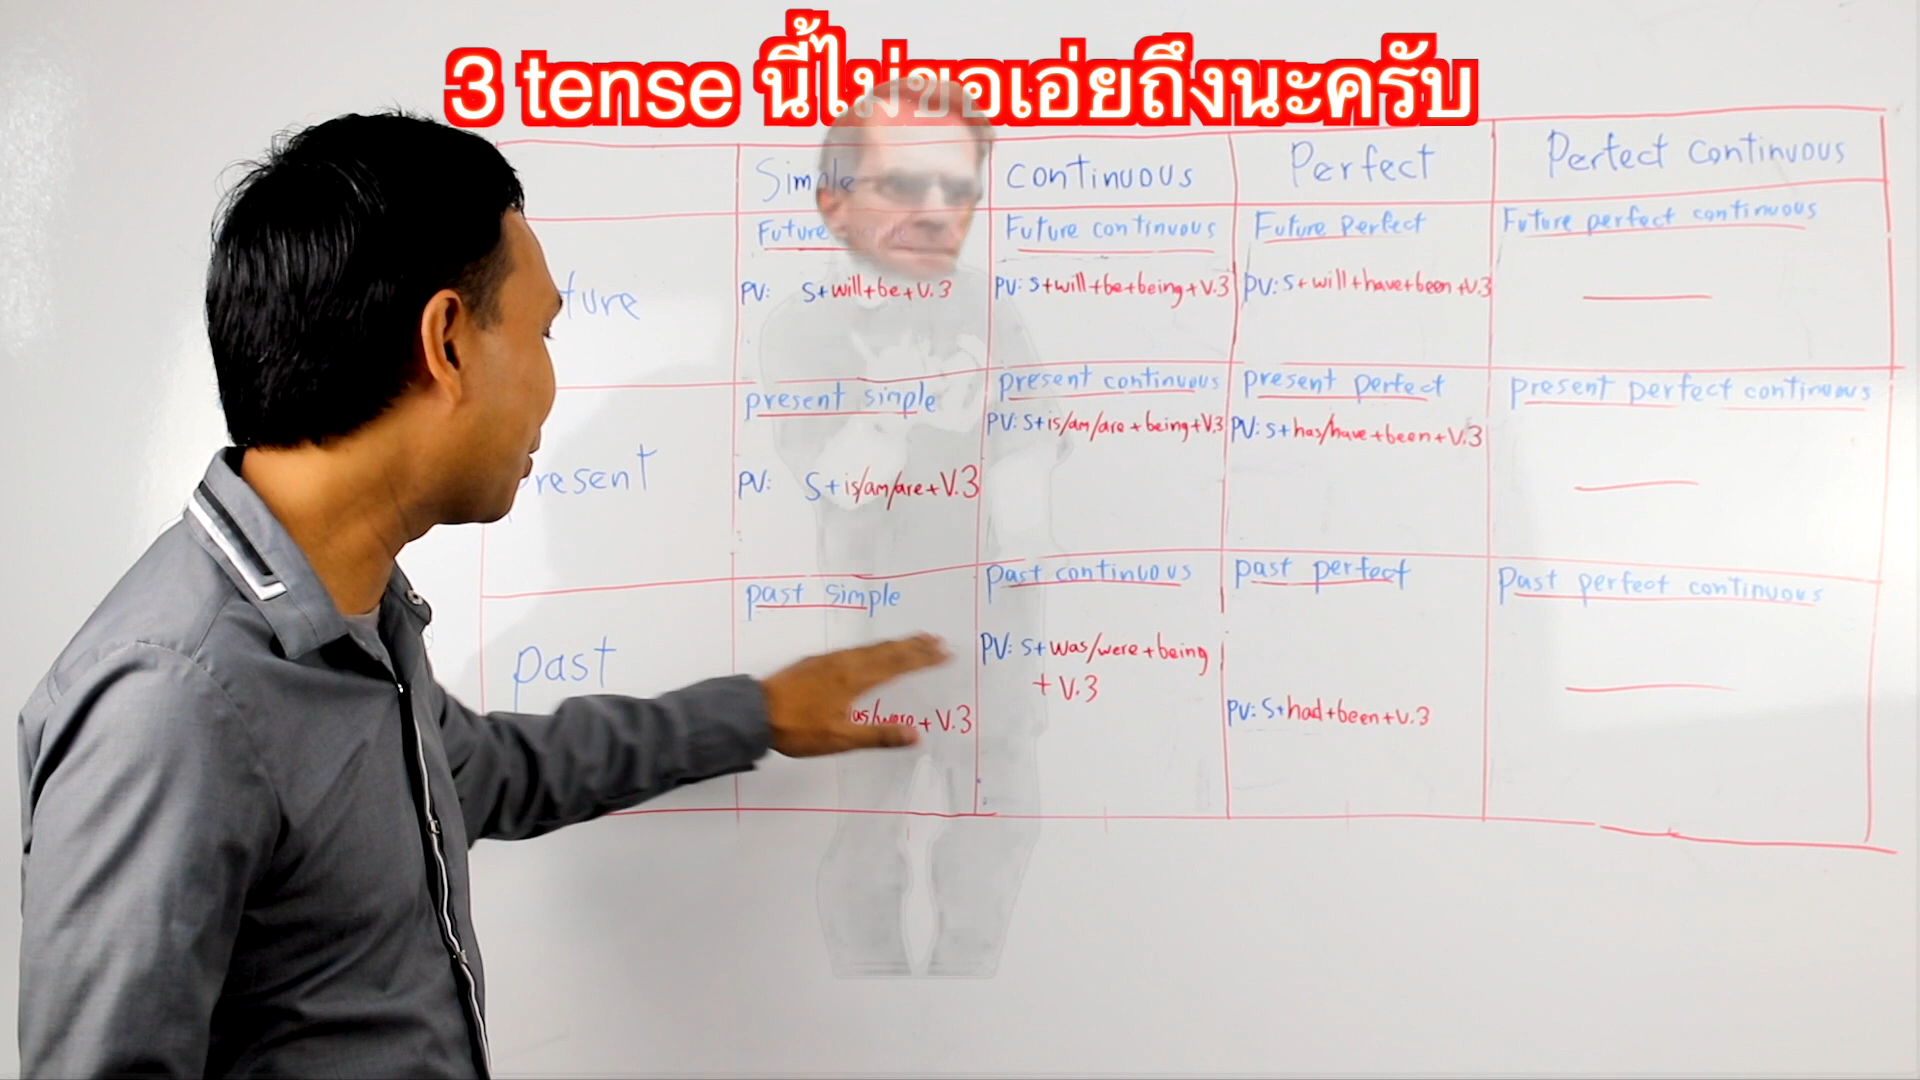 3 tense นี้ไม่ขอเอ่ยถึงนะครับ
Simple continuous Perfect Perfect continuous
Future Future continuous Future Perfect Future perfect continuous
PV: S+will+be+V.3 PV: S+will+be+being+V.3 PV: S+will+have+been+V.3
present simple present continuous present perfect present perfect continuous
PV: S+is/am/are+being+V.3 PV: S+has/have+been+V.3
PV: S+is/am/are+V.3
past simple past continuous past perfect Past perfect continuous
past
PV: S+was/were+being
+V.3
+V.3 PV: S+had+been+V.3